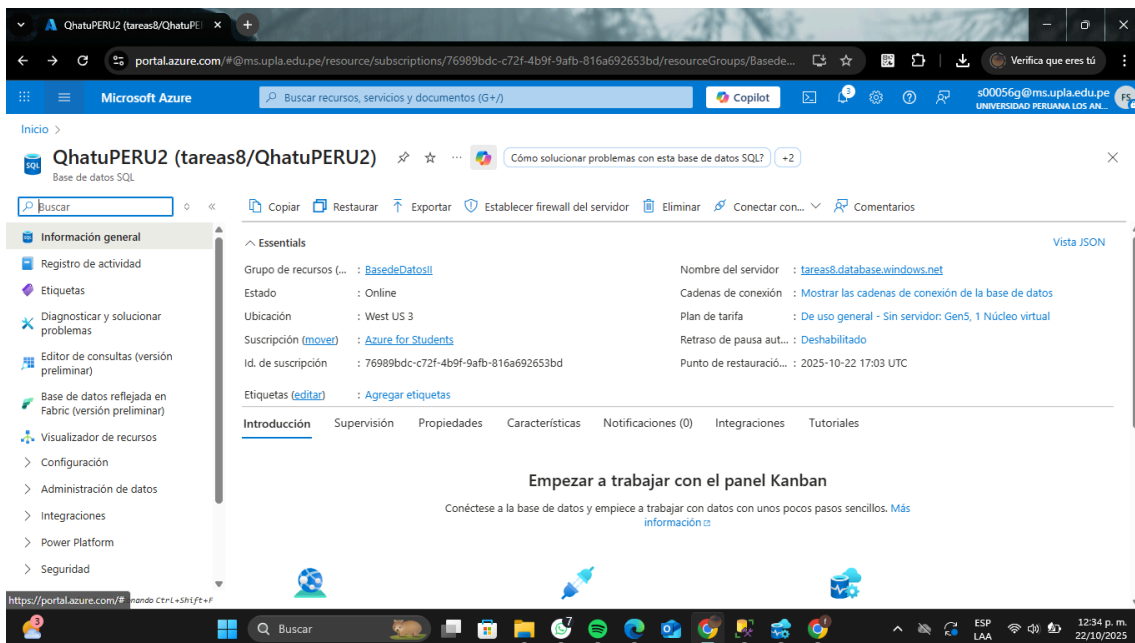 QhatuPERU2 (tareas8/QhatuPE
portal.azure.com/#@ms.upla.edu.pe/resource/subscriptions/76989bdc-c72f-4b9f-9afb-816a692653bd/resourceGroups/Basede...
Verifica que eres tú
Microsoft Azure
Buscar recursos, servicios y documentos (G+/)
Copilot
3
s00056g@ms.upla.edu.pe
UNIVERSIDAD PERUANA LOS AN...
FS
Inicio >
QhatuPERU2 (tareas8/QhatuPERU2)
Cómo solucionar problemas con esta base de datos SQL?
+2
SQL
Base de datos SQL
Buscar
Copiar Restaurar Exportar Establecer firewall del servidor Eliminar Conectar con... Comentarios
Información general
Registro de actividad
Etiquetas
Diagnosticar y solucionar
problemas
Editor de consultas (versión
preliminar)
Base de datos reflejada en
Fabric (versión preliminar)
Visualizador de recursos
Configuración
Administración de datos
Integraciones
Power Platform
Seguridad
Essentials
Vista JSON
Grupo de recursos (... : BasededatosII
Estado : Online
Ubicación : West US 3
Suscripción (mover) : Azure for Students
Id. de suscripción : 76989bdc-c72f-4b9f-9afb-816a692653bd
Etiquetas (editar) : Agregar etiquetas
Nombre del servidor : tareas8.database.windows.net
Cadenas de conexión : Mostrar las cadenas de conexión de la base de datos
Plan de tarifa : De uso general - Sin servidor: Gen5, 1 Núcleo virtual
Retraso de pausa aut... : Deshabilitado
Punto de restauració... : 2025-10-22 17:03 UTC
Introducción Supervisión Propiedades Características Notificaciones (0) Integraciones Tutoriales
Empezar a trabajar con el panel Kanban
Conéctese a la base de datos y empiece a trabajar con datos con unos pocos pasos sencillos. Más
información
https://portal.azure.com/# onando Ctrl+Shift+F
3
Buscar
7
ESP
LAA
12:34 p. m.
22/10/2025